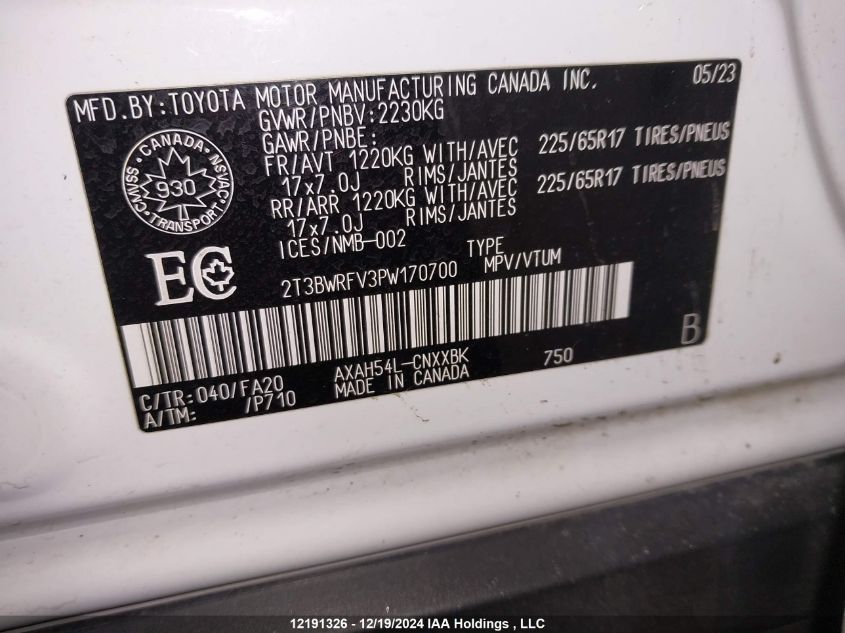 MFD.BY:TOYOTA MOTOR MANUFACTURING CANADA INC. 05/23
GVWR/PNBV:2230KG
GAWR/PNBE:
FR/AVT 1220KG WITH/AVEC 225/65R17 TIRES/PNEUS
17x7.0J RIMS/JANTES
RR/ARR 1220KG WITH/AVEC 225/65R17 TIRES/PNEUS
17x7.0J RIMS/JANTES
ICES/NMB-002
CANADA
NSVAC
930
SVNSAC
TRANSPORT
EC
TYPE
2T3BWRFV3PW170700 MPV/VTUM
B
AXAH54L-CNXXBK 750
MADE IN CANADA
C/TR:040/FA20
A/TM: /P710
12191326 - 12/19/2024 IAA Holdings , LLC